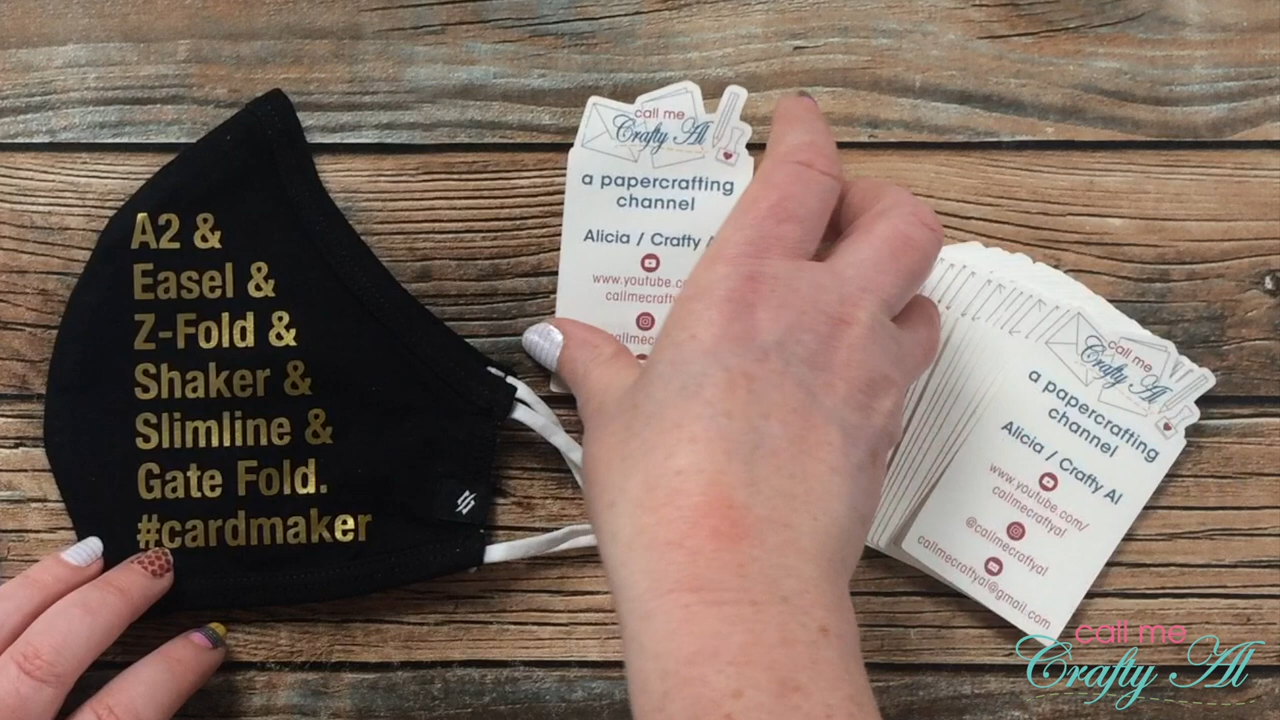 A2 &
Easel &
Z-Fold &
Shaker &
Slimline &
Gate Fold.
#cardmaker
call me
Crafty Al
a papercrafting
channel
Alicia / Crafty
www.youtube.co
callmecrafty
call me
Crafty Al
a papercrafting
channel
Alicia / Crafty Al
www.youtube.com/
callmecraftyal
@callmecraftyal
callmecraftyal@gmail.com
call me
Crafty Al